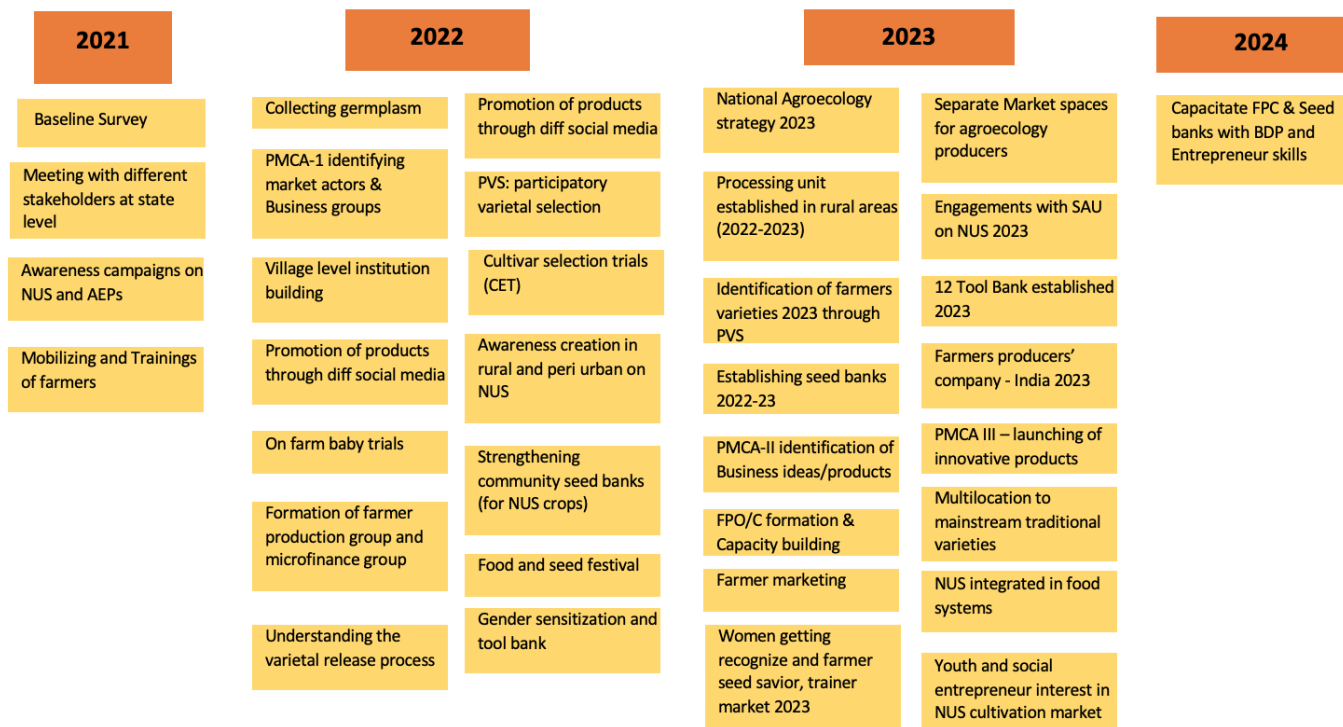 2021
Baseline Survey
Meeting with different
stakeholders at state
level
Awareness campaigns on
NUS and AEPs
Mobilizing and Trainings
of farmers
2022
Collecting germplasm
PMCA-1 identifying
market actors &
Business groups
Village level institution
building
Promotion of products
through diff social media
On farm baby trials
Formation of farmer
production group and
microfinance group
Understanding the
varietal release process
Promotion of products
through diff social media
PVS: participatory
varietal selection
Cultivar selection trials
(CET)
Awareness creation in
rural and peri urban on
NUS
Strengthening
community seed banks
(for NUS crops)
Food and seed festival
Gender sensitization and
tool bank
2023
National Agroecology
strategy 2023
Processing unit
established in rural areas
(2022-2023)
Identification of farmers
varieties 2023 through
PVS
Establishing seed banks
2022-23
PMCA-II identification of
Business ideas/products
FPO/C formation &
Capacity building
Farmer marketing
Women getting
recognize and farmer
seed savior, trainer
market 2023
Separate Market spaces
for agroecology
producers
Engagements with SAU
on NUS 2023
12 Tool Bank established
2023
Farmers producers’
company - India 2023
PMCA III – launching of
innovative products
Multilocation to
mainstream traditional
varieties
NUS integrated in food
systems
Youth and social
entrepreneur interest in
NUS cultivation market
2024
Capacitate FPC & Seed
banks with BDP and
Entrepreneur skills